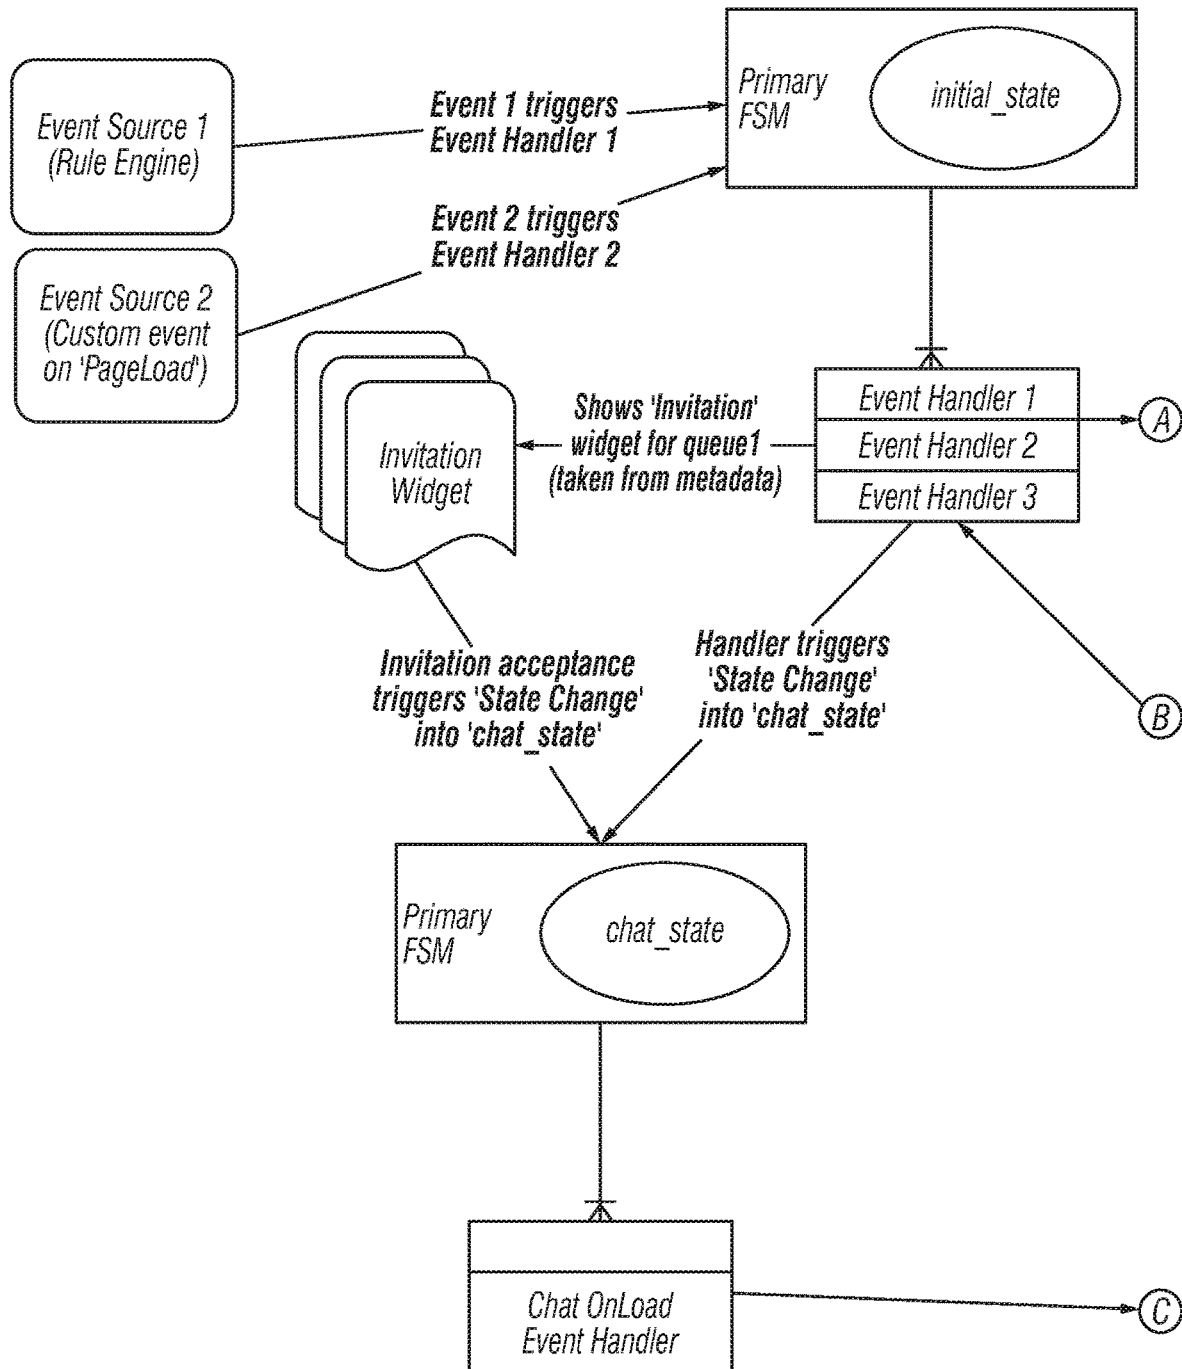 Primary
FSM
initial_state
Event Source 1
(Rule Engine)
Event 1 triggers
Event Handler 1
Event 2 triggers
Event Handler 2
Event Source 2
(Custom event
on 'PageLoad')
Event Handler 1
Event Handler 2
Event Handler 3
A
Shows 'Invitation'
widget for queue1
(taken from metadata)
Invitation
Widget
Invitation acceptance
triggers 'State Change'
into 'chat_state'
Handler triggers
'State Change'
into 'chat_state'
B
Primary
FSM
chat_state
Chat OnLoad
Event Handler
C